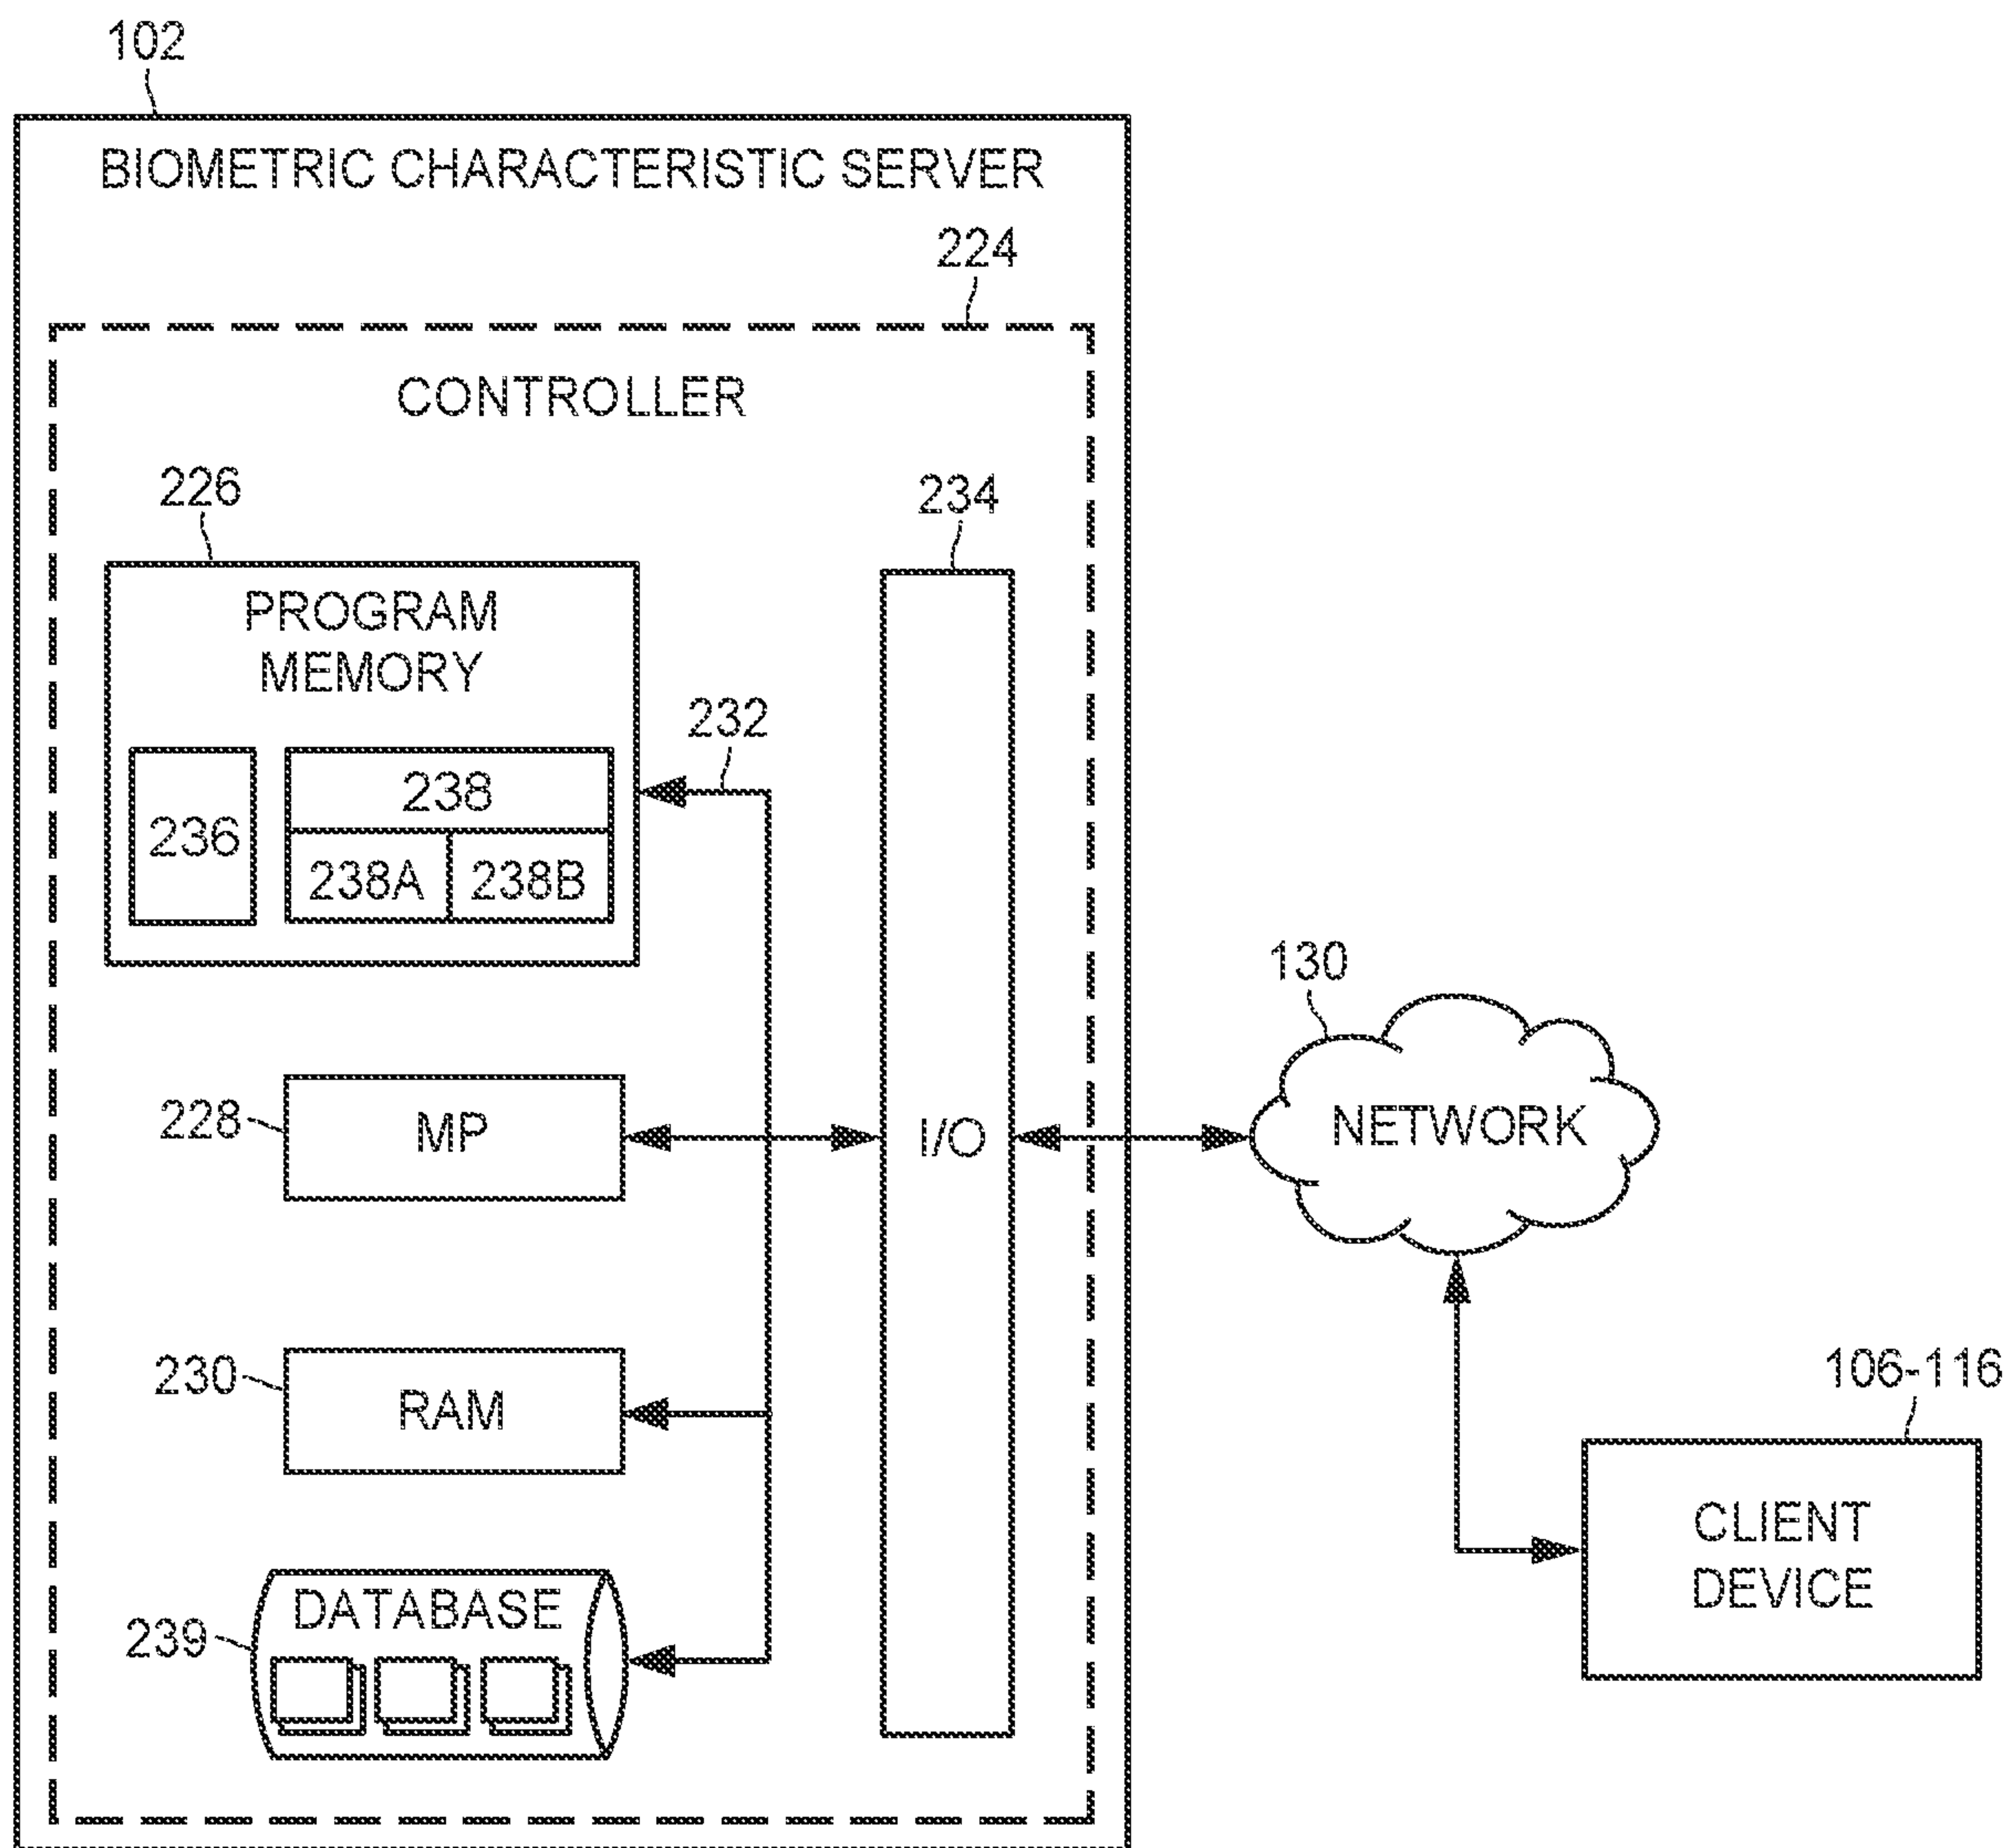 102
BIOMETRIC CHARACTERISTIC SERVER
224
CONTROLLER
226
234
PROGRAM
MEMORY
232
236
238
238A
238B
130
228
MP
I/O
NETWORK
230
RAM
106-116
CLIENT
DEVICE
DATABASE
239